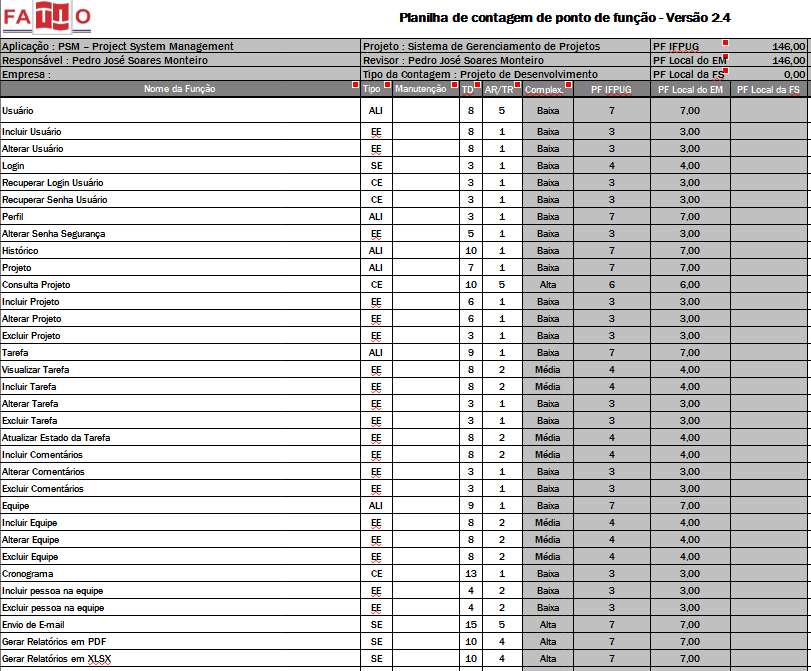 FATTO
Planilha de contagem de ponto de função - Versão 2.4
Aplicação : PSM – Project System Management Projeto : Sistema de Gerenciamento de Projetos PF IFPUG 146,00
Responsável : Pedro José Soares Monteiro Revisor : Pedro José Soares Monteiro PF Local do EM 146,00
Empresa : Tipo da Contagem : Projeto de Desenvolvimento PF Local da FS 0,00
Nome da Função Tipo Manutenção TD AR/TR Complex. PF IFPUG PF Local do EM PF Local da FS
Usuário ALI 8 5 Baixa 7 7,00
Incluir Usuário EE 8 1 Baixa 3 3,00
Alterar Usuário EE 8 1 Baixa 3 3,00
Login SE 3 1 Baixa 4 4,00
Recuperar Login Usuário CE 3 1 Baixa 3 3,00
Recuperar Senha Usuário CE 3 1 Baixa 3 3,00
Perfil ALI 3 1 Baixa 7 7,00
Alterar Senha Segurança EE 5 1 Baixa 3 3,00
Histórico ALI 10 1 Baixa 7 7,00
Projeto ALI 7 1 Baixa 7 7,00
Consulta Projeto CE 10 5 Alta 6 6,00
Incluir Projeto EE 6 1 Baixa 3 3,00
Alterar Projeto EE 6 1 Baixa 3 3,00
Excluir Projeto EE 3 1 Baixa 3 3,00
Tarefa ALI 9 1 Baixa 7 7,00
Visualizar Tarefa EE 8 2 Média 4 4,00
Incluir Tarefa EE 8 2 Média 4 4,00
Alterar Tarefa EE 3 1 Baixa 3 3,00
Excluir Tarefa EE 3 1 Baixa 3 3,00
Atualizar Estado da Tarefa EE 8 2 Média 4 4,00
Incluir Comentários EE 8 2 Média 4 4,00
Alterar Comentários EE 3 1 Baixa 3 3,00
Excluir Comentários EE 3 1 Baixa 3 3,00
Equipe ALI 9 1 Baixa 7 7,00
Incluir Equipe EE 8 2 Média 4 4,00
Alterar Equipe EE 8 2 Média 4 4,00
Excluir Equipe EE 8 2 Média 4 4,00
Cronograma CE 13 1 Baixa 3 3,00
Incluir pessoa na equipe EE 4 2 Baixa 3 3,00
Excluir pessoa na equipe EE 4 2 Baixa 3 3,00
Envio de E-mail SE 15 5 Alta 7 7,00
Gerar Relatórios em PDF SE 10 4 Alta 7 7,00
Gerar Relatórios em XLSX SE 10 4 Alta 7 7,00